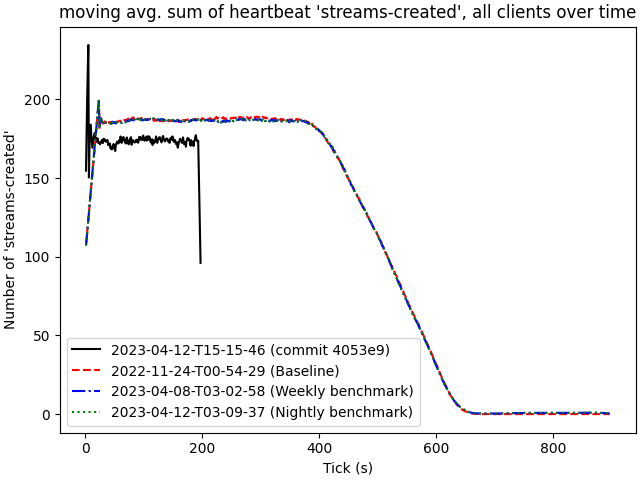 moving avg. sum of heartbeat 'streams-created', all clients over time
Number of 'streams-created'
200
150
100
50
0
2023-04-12-T15-15-46 (commit 4053e9)
2022-11-24-T00-54-29 (Baseline)
2023-04-08-T03-02-58 (Weekly benchmark)
2023-04-12-T03-09-37 (Nightly benchmark)
0 200 400 600 800
Tick (s)